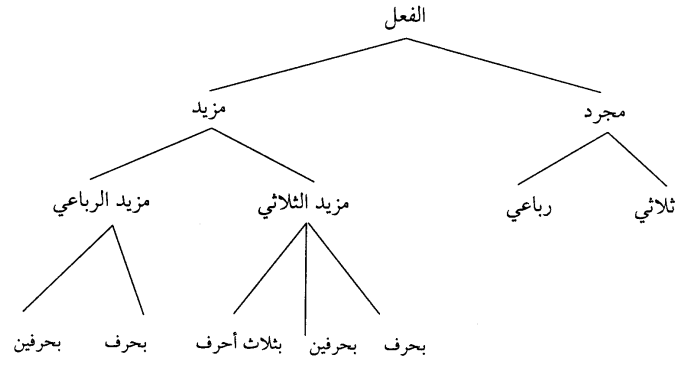 الفعل
مجرد
مزيد
ثلاثي
رباعي
مزيد الثلاثي
مزيد الرباعي
بحرف
بحرفين
بثلاث أحرف
بحرف
بحرفين